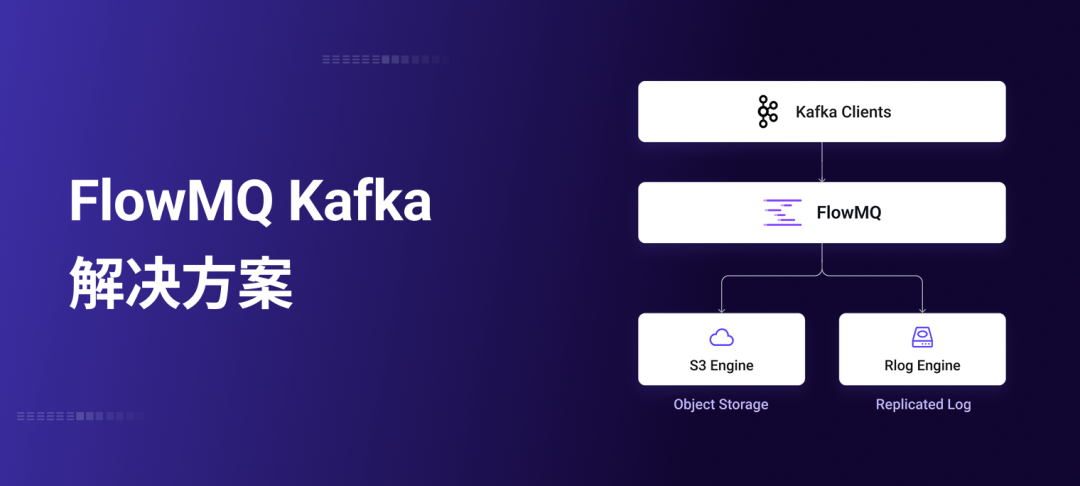 FlowMQ Kafka
解决方案
Kafka Clients
FlowMQ
S3 Engine
Rlog Engine
Object Storage
Replicated Log